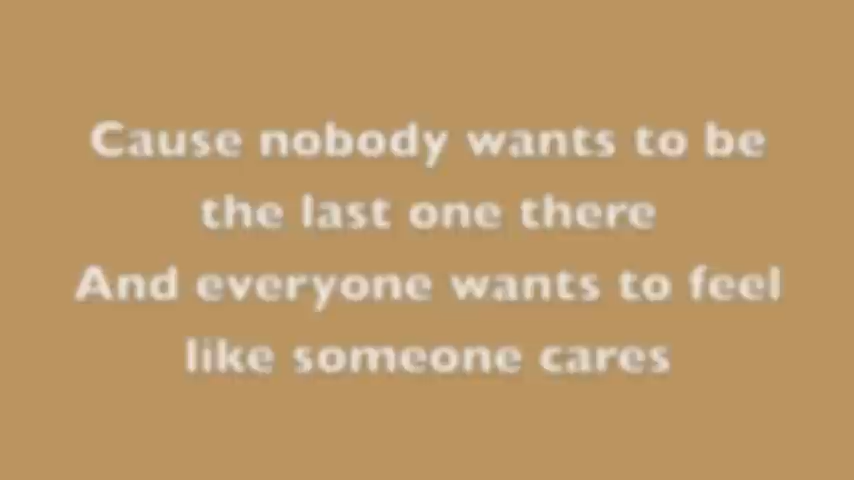 Cause nobody wants to be
the last one there
And everyone wants to feel
like someone cares